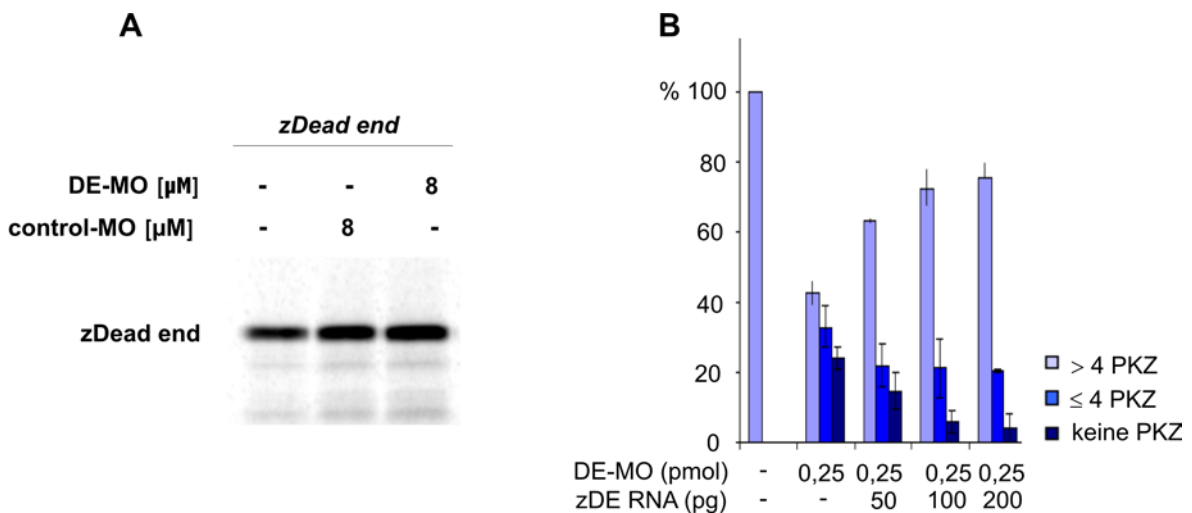 A
zDead end
DE-MO [µM] - - 8
control-MO [µM] - 8 -
zDead end
B
% 100
80
60
40
20
0
> 4 PKZ
≤ 4 PKZ
keine PKZ
DE-MO (pmol) - 0,25 0,25 0,25 0,25
zDE RNA (pg) - - 50 100 200